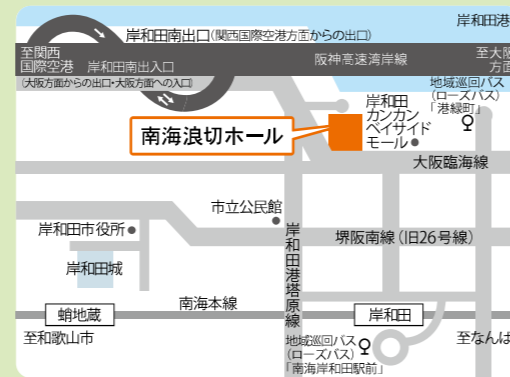 岸和田港
岸和田南出口(関西国際空港方面からの出口)
至関西
国際空港
岸和田南出入口
(大阪方面からの出口・大阪方面への入口)
阪神高速湾岸線
至大阪
方面
地域巡回バス
(ローズバス)
「港緑町」
岸和田
カンカン
ベイサイド
モール
南海浪切ホール
大阪臨海線
市立公民館
岸和田市役所
岸和田城
岸和田港塔原線
堺阪南線(旧26号線)
南海本線
蛸地蔵
岸和田
至和歌山市
至なんば
地域巡回バス
(ローズバス)
「南海岸和田駅前」